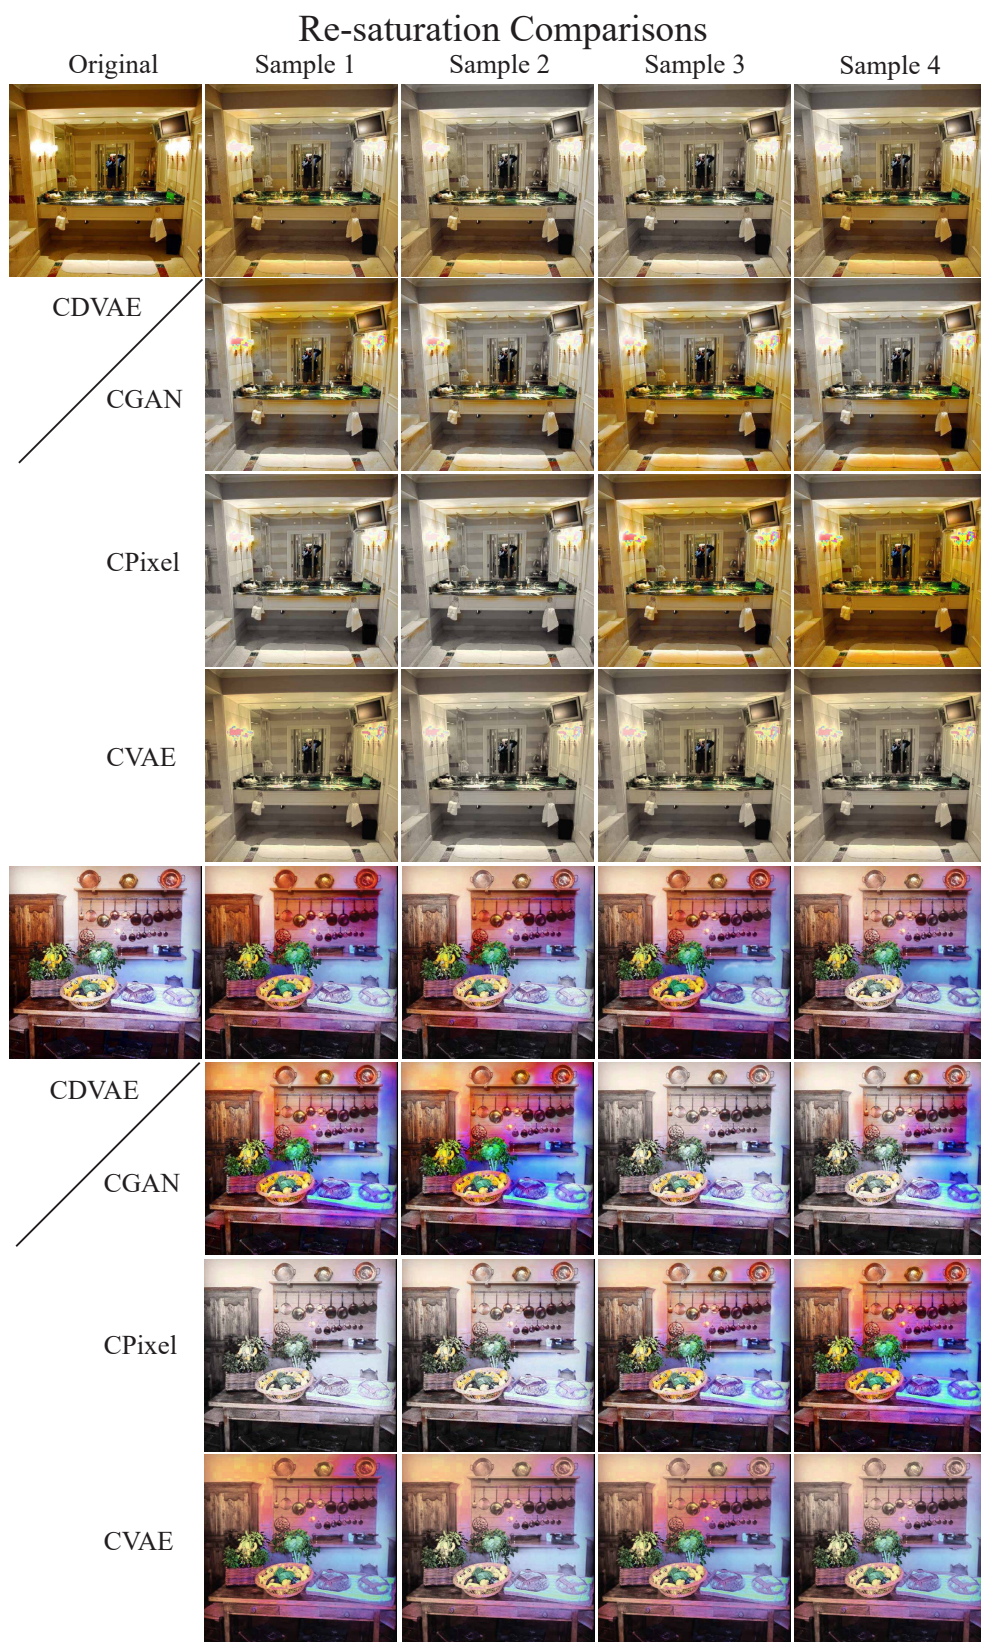 Re-saturation Comparisons
Original Sample 1 Sample 2 Sample 3 Sample 4
CDVAE
CGAN
CPixel
CVAE
CDVAE
CGAN
CPixel
CVAE